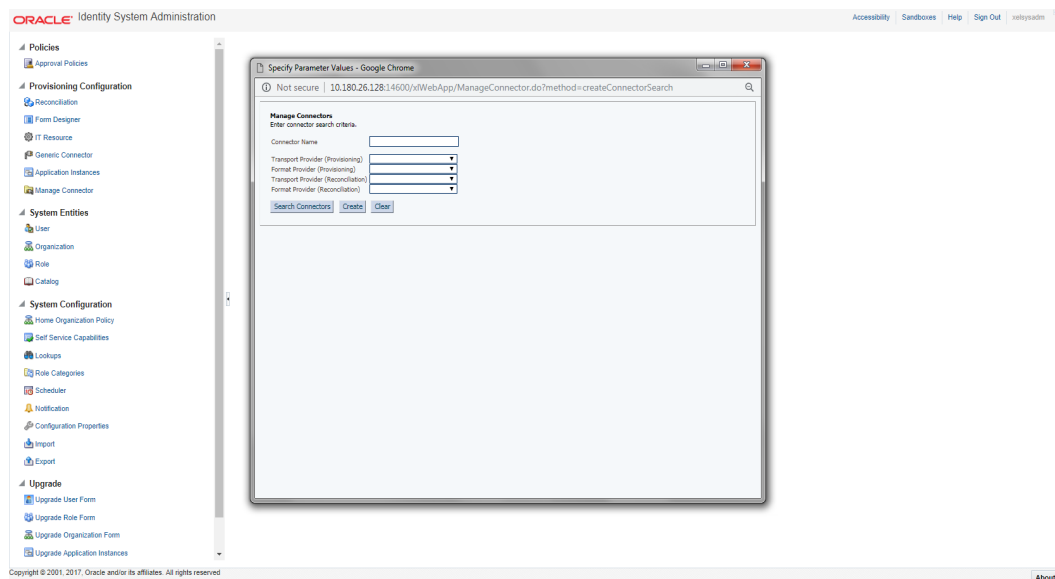 ORACLE® Identity System Administration
Accessibility Sandboxes Help Sign Out xelsysadm
Policies
Approval Policies
Provisioning Configuration
Reconciliation
Form Designer
IT Resource
Generic Connector
Application Instances
Manage Connector
System Entities
User
Organization
Role
Catalog
System Configuration
Home Organization Policy
Self Service Capabilities
Lookups
Role Categories
Scheduler
Notification
Configuration Properties
Import
Export
Upgrade
Upgrade User Form
Upgrade Role Form
Upgrade Organization Form
Upgrade Application Instances
Specify Parameter Values - Google Chrome
Not secure | 10.180.26.128:14600/xlWebApp/ManageConnector.do?method=createConnectorSearch
Manage Connectors
Enter connector search criteria.
Connector Name
Transport Provider (Provisioning)
Format Provider (Provisioning)
Transport Provider (Reconciliation)
Format Provider (Reconciliation)
Search Connectors Create Clear
Copyright © 2001, 2017, Oracle and/or its affiliates. All rights reserved
About